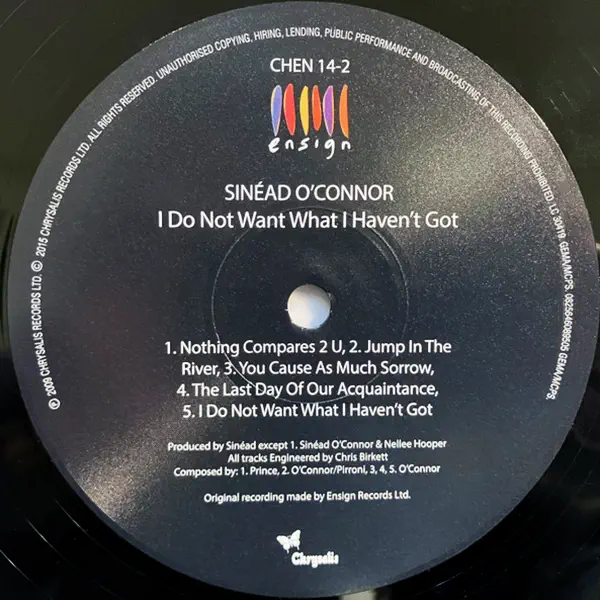 ℗ 2009 CHRYSALIS RECORDS LTD. © 2015 CHRYSALIS RECORDS LTD. ALL RIGHTS RESERVED. UNAUTHORISED COPYING, HIRING, LENDING, PUBLIC PERFORMANCE AND BROADCASTING OF THIS RECORDING PROHIBITED. LC 30419. GEMA/MCPS. 0825646089505 GEMA/MCPS.
CHEN 14-2
ensign
SINÉAD O'CONNOR
I Do Not Want What I Haven't Got
1. Nothing Compares 2 U, 2. Jump In The
River, 3. You Cause As Much Sorrow,
4. The Last Day Of Our Acquaintance,
5. I Do Not Want What I Haven't Got
Produced by Sinéad except 1. Sinéad O'Connor & Nellee Hooper
All tracks Engineered by Chris Birkett
Composed by: 1. Prince, 2. O'Connor/Pirroni, 3, 4, S. O'Connor
Original recording made by Ensign Records Ltd.
Chrysalis